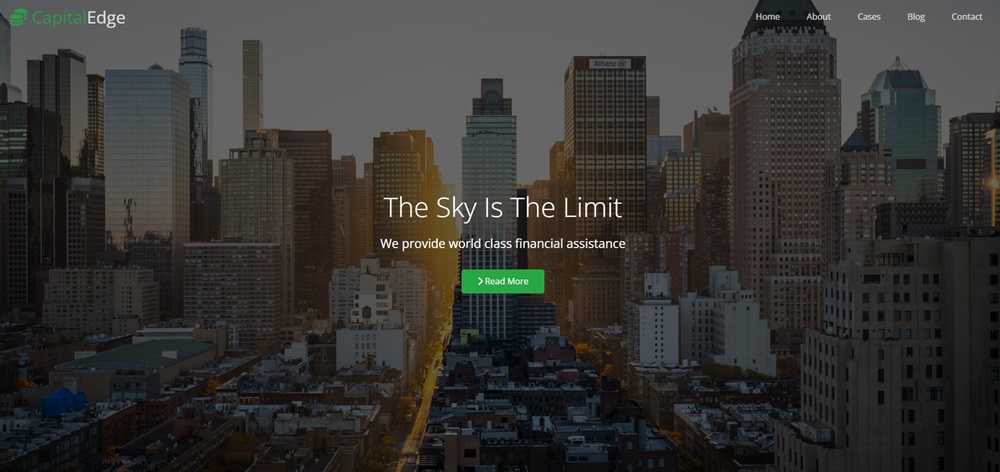 CapitalEdge
Home About Cases Blog Contact
Allianz
The Sky Is The Limit
We provide world class financial assistance
Read More